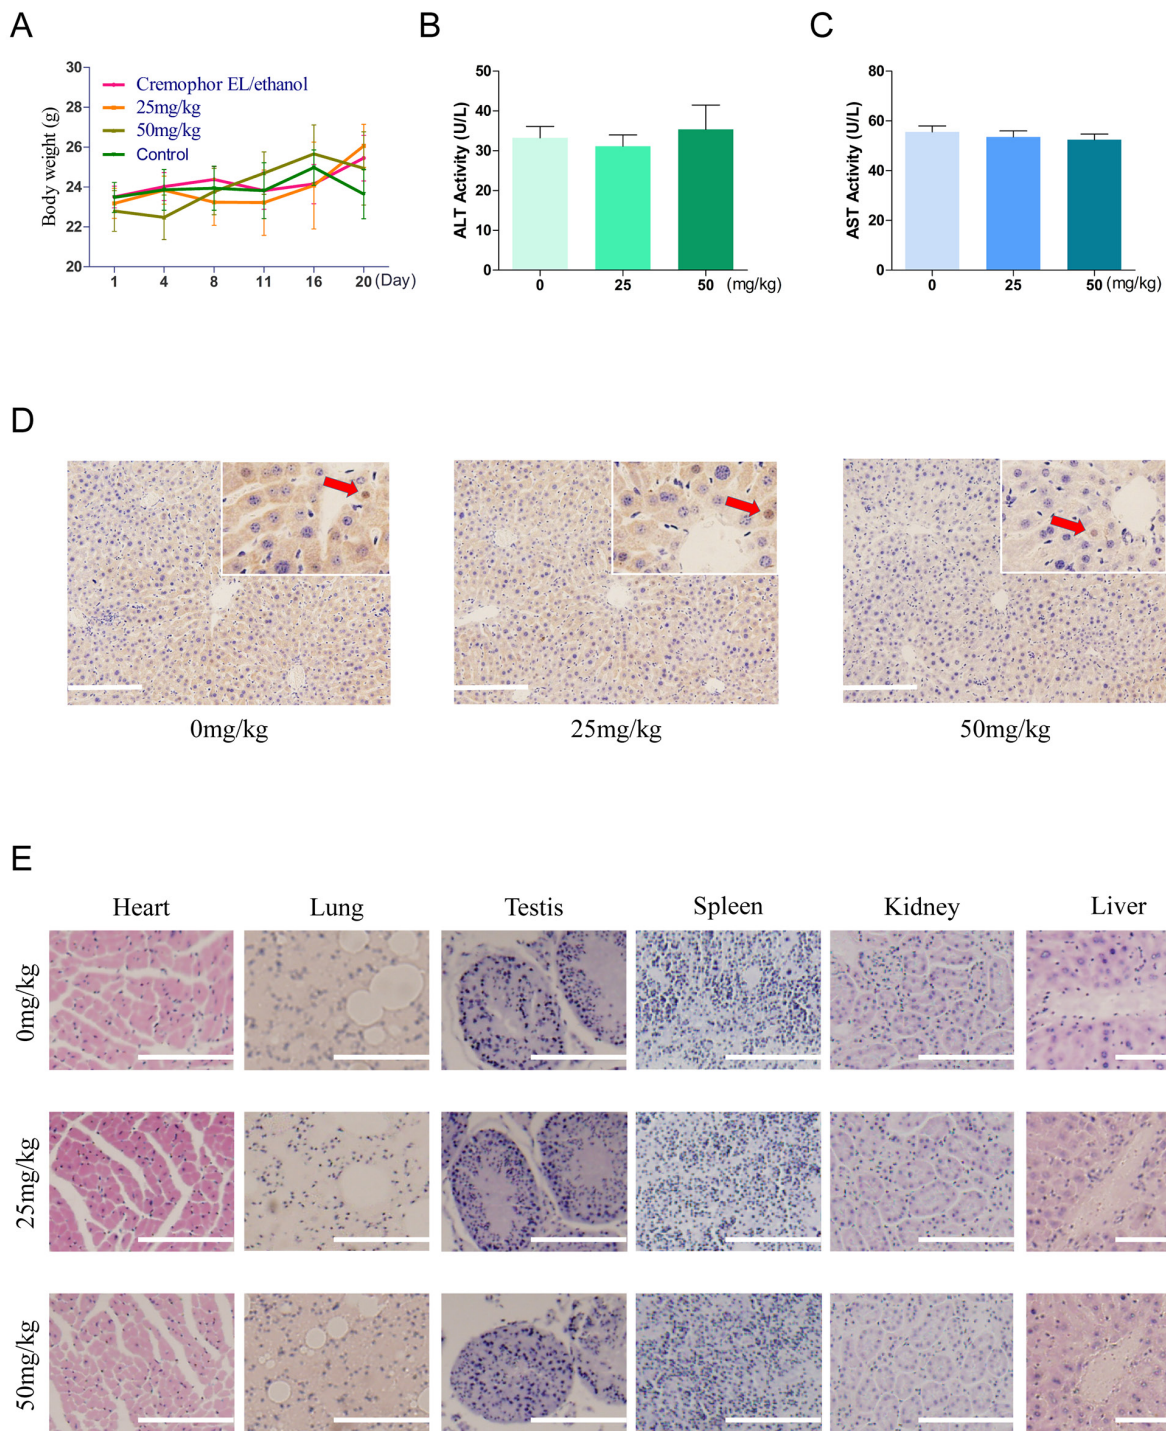 A
Body weight (g)
30
28
26
24
22
20
Cremophor EL/ethanol
25mg/kg
50mg/kg
Control
1 4 8 11 16 20 (Day)
B
ALT Activity (U/L)
50
40
30
20
10
0
0 25 50 (mg/kg)
C
AST Activity (U/L)
80
60
40
20
0
0 25 50 (mg/kg)
D
0mg/kg 25mg/kg 50mg/kg
E
Heart Lung Testis Spleen Kidney Liver
0mg/kg
25mg/kg
50mg/kg